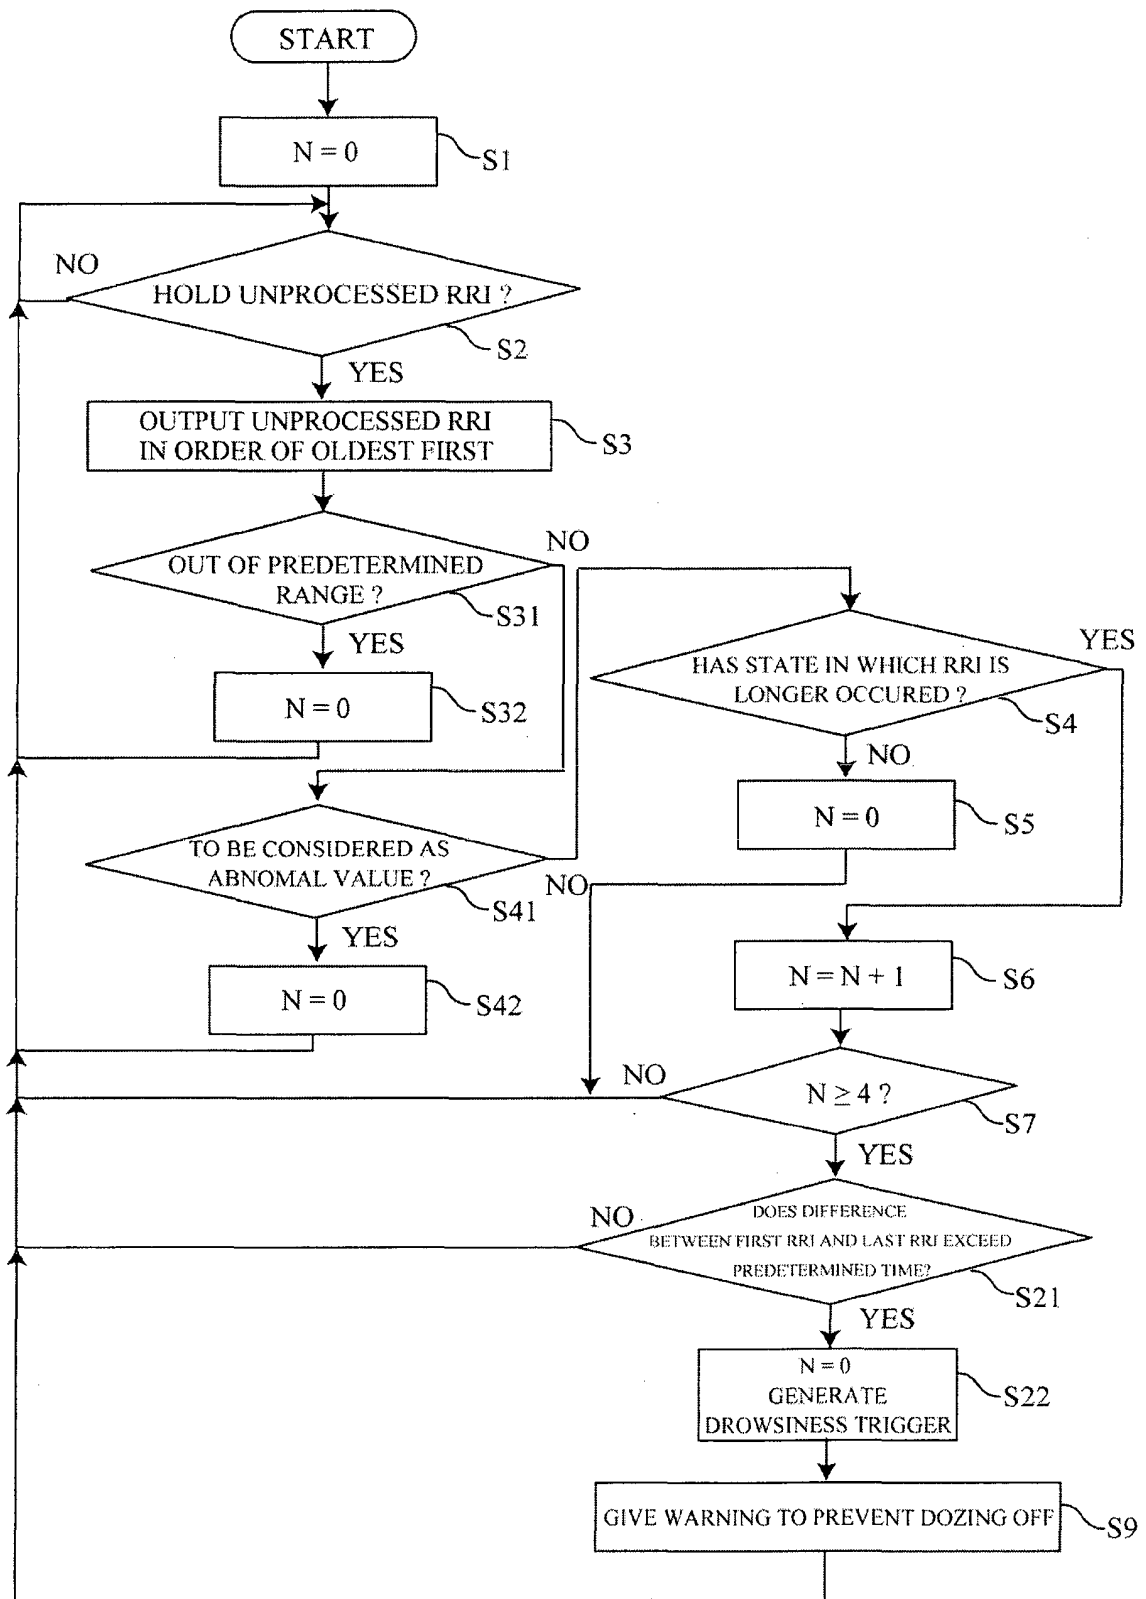 START
N = 0
S1
NO
HOLD UNPROCESSED RRI ?
S2
YES
OUTPUT UNPROCESSED RRI
IN ORDER OF OLDEST FIRST
S3
NO
OUT OF PREDETERMINED
RANGE ?
S31
YES
N = 0
S32
TO BE CONSIDERED AS
ABNOMAL VALUE ?
NO
S41
YES
N = 0
S42
HAS STATE IN WHICH RRI IS
LONGER OCCURED ?
YES
S4
NO
N = 0
S5
N = N + 1
S6
NO
N ≥ 4 ?
S7
YES
NO
DOES DIFFERENCE
BETWEEN FIRST RRI AND LAST RRI EXCEED
PREDETERMINED TIME?
S21
YES
N = 0
GENERATE
DROWSINESS TRIGGER
S22
GIVE WARNING TO PREVENT DOZING OFF
S9